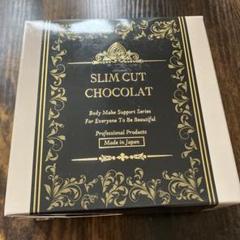 SLIM CUT
CHOCOLAT
Body Make Support Series
For Everyone To Be Beautiful
Professional Products
Made in Japan